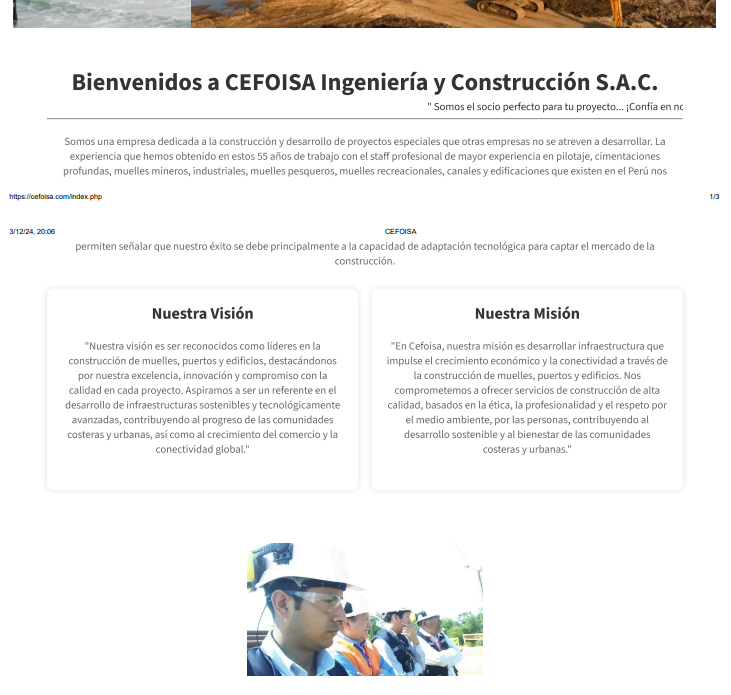 Bienvenidos a CEFOISA Ingeniería y Construcción S.A.C.
" Somos el socio perfecto para tu proyecto... ¡Confía en no
Somos una empresa dedicada a la construcción y desarrollo de proyectos especiales que otras empresas no se atreven a desarrollar. La
experiencia que hemos obtenido en estos 55 años de trabajo con el staff profesional de mayor experiencia en pilotaje, cimentaciones
profundas, muelles mineros, industriales, muelles pesqueros, muelles recreacionales, canales y edificaciones que existen en el Perú nos
https://cefoisa.com/index.php 1/3
3/12/24, 20:06 CEFOISA
permiten señalar que nuestro éxito se debe principalmente a la capacidad de adaptación tecnológica para captar el mercado de la
construcción.
Nuestra Visión
"Nuestra visión es ser reconocidos como líderes en la
construcción de muelles, puertos y edificios, destacándonos
por nuestra excelencia, innovación y compromiso con la
calidad en cada proyecto. Aspiramos a ser un referente en el
desarrollo de infraestructuras sostenibles y tecnológicamente
avanzadas, contribuyendo al progreso de las comunidades
costeras y urbanas, así como al crecimiento del comercio y la
conectividad global."
Nuestra Misión
"En Cefoisa, nuestra misión es desarrollar infraestructura que
impulse el crecimiento económico y la conectividad a través de
la construcción de muelles, puertos y edificios. Nos
comprometemos a ofrecer servicios de construcción de alta
calidad, basados en la ética, la profesionalidad y el respeto por
el medio ambiente, por las personas, contribuyendo al
desarrollo sostenible y al bienestar de las comunidades
costeras y urbanas."